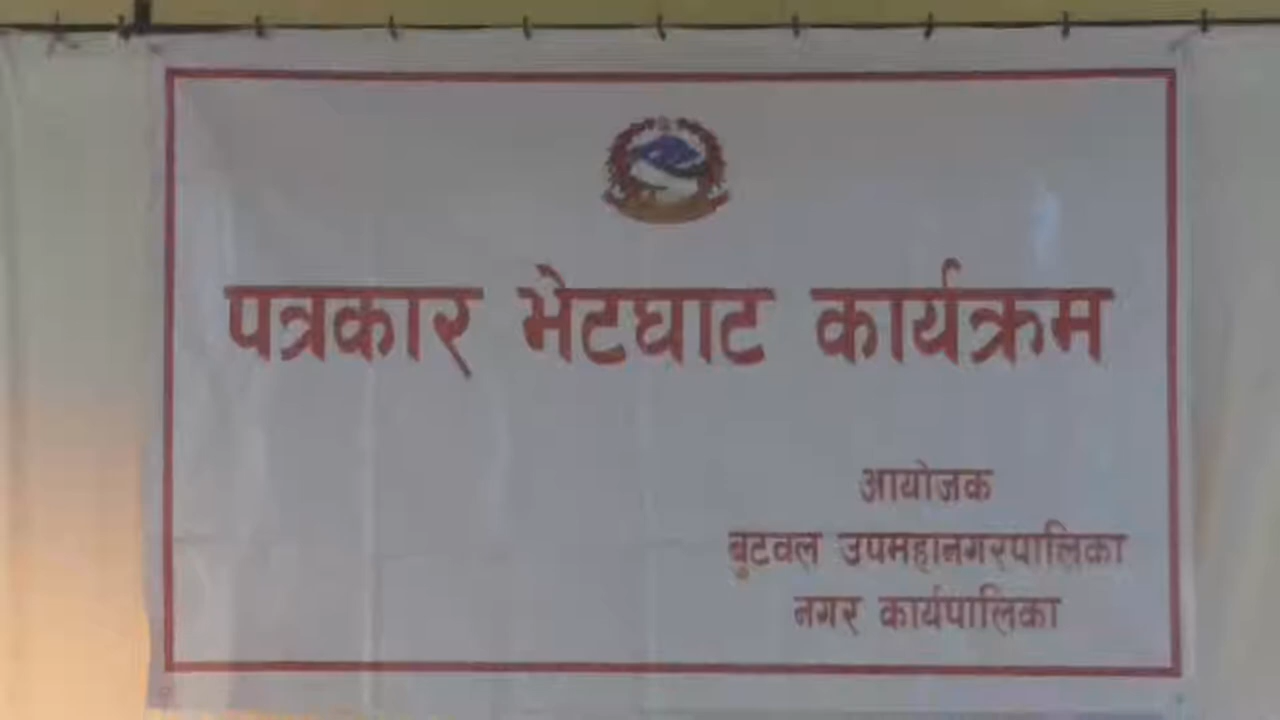 पत्रकार भेटघाट कार्यक्रम
आयोजक
बुटवल उपमहानगरपालिका
नगर कार्यपालिका